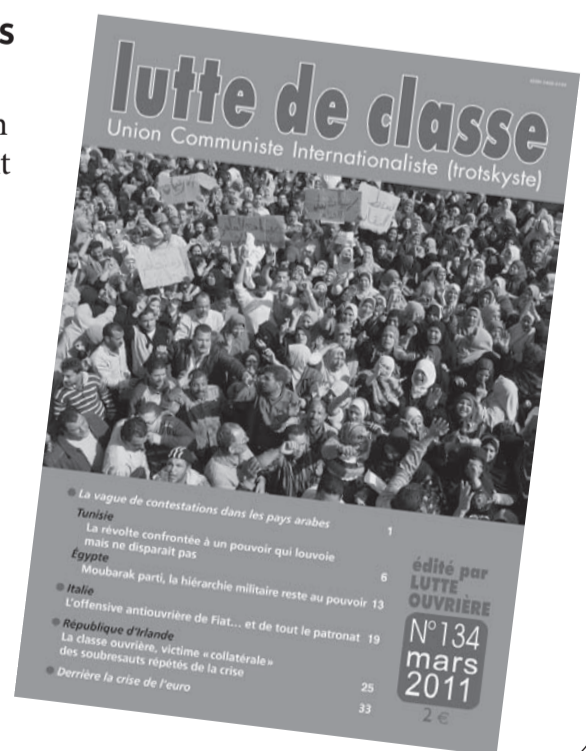 s
n
t
lutte de classe
Union Communiste Internationaliste (trotskyste)
La vague de contestations dans les pays arabes 1
Tunisie
La révolte confrontée à un pouvoir qui louvoie
mais ne disparait pas 6
Égypte
Moubarak parti, la hiérarchie militaire reste au pouvoir 13
Italie
L'offensive antiouvrière de Fiat… et de tout le patronat 19
République d'Irlande
La classe ouvrière, victime « collatérale »
des soubresauts répétés de la crise 25
Derrière la crise de l'euro 33
édité par
LUTTE
OUVRIÈRE
N°134
mars
2011
2 €